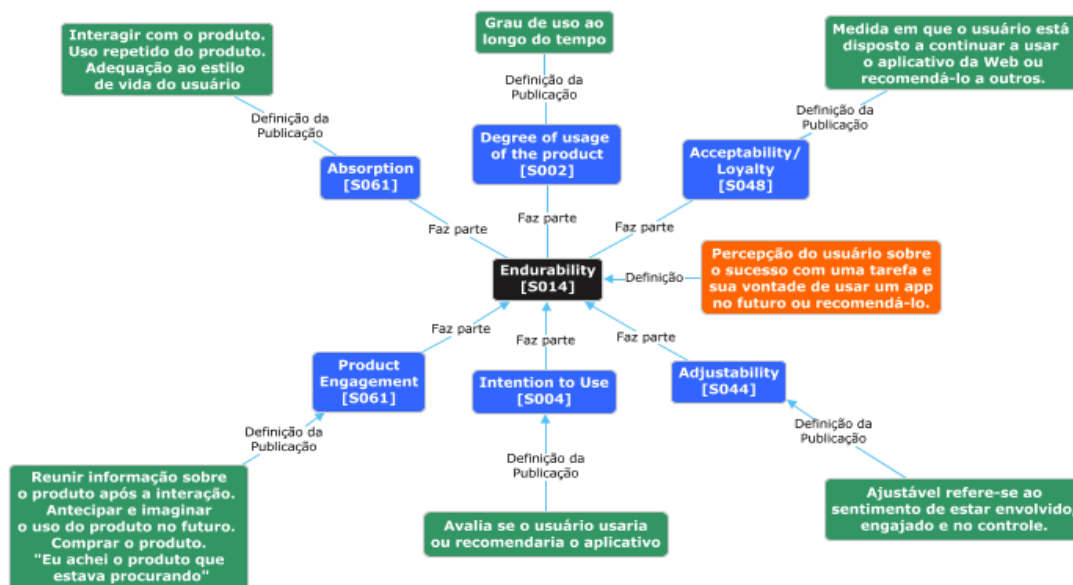 Interagir com o produto.
Uso repetido do produto.
Adequação ao estilo
de vida do usuário
Grau de uso ao
longo do tempo
Medida em que o usuário está
disposto a continuar a usar
o aplicativo da Web ou
recomendá-lo a outros.
Definição da
Publicação
Definição da
Publicação
Definição da
Publicação
Absorption
[S061]
Degree of usage
of the product
[S002]
Acceptability/
Loyalty
[S048]
Faz parte
Faz parte
Faz parte
Endurability
[S014]
Definição
Percepção do usuário sobre
o sucesso com uma tarefa e
sua vontade de usar um app
no futuro ou recomendá-lo.
Faz parte
Faz parte
Faz parte
Product
Engagement
[S061]
Intention to Use
[S004]
Adjustability
[S044]
Definição da
Publicação
Definição da
Publicação
Definição da
Publicação
Reunir informação sobre
o produto após a interação.
Antecipar e imaginar
o uso do produto no futuro.
Comprar o produto.
"Eu achei o produto que
estava procurando"
Avalia se o usuário usaria
ou recomendaria o aplicativo
Ajustável refere-se ao
sentimento de estar envolvido,
engajado e no controle.